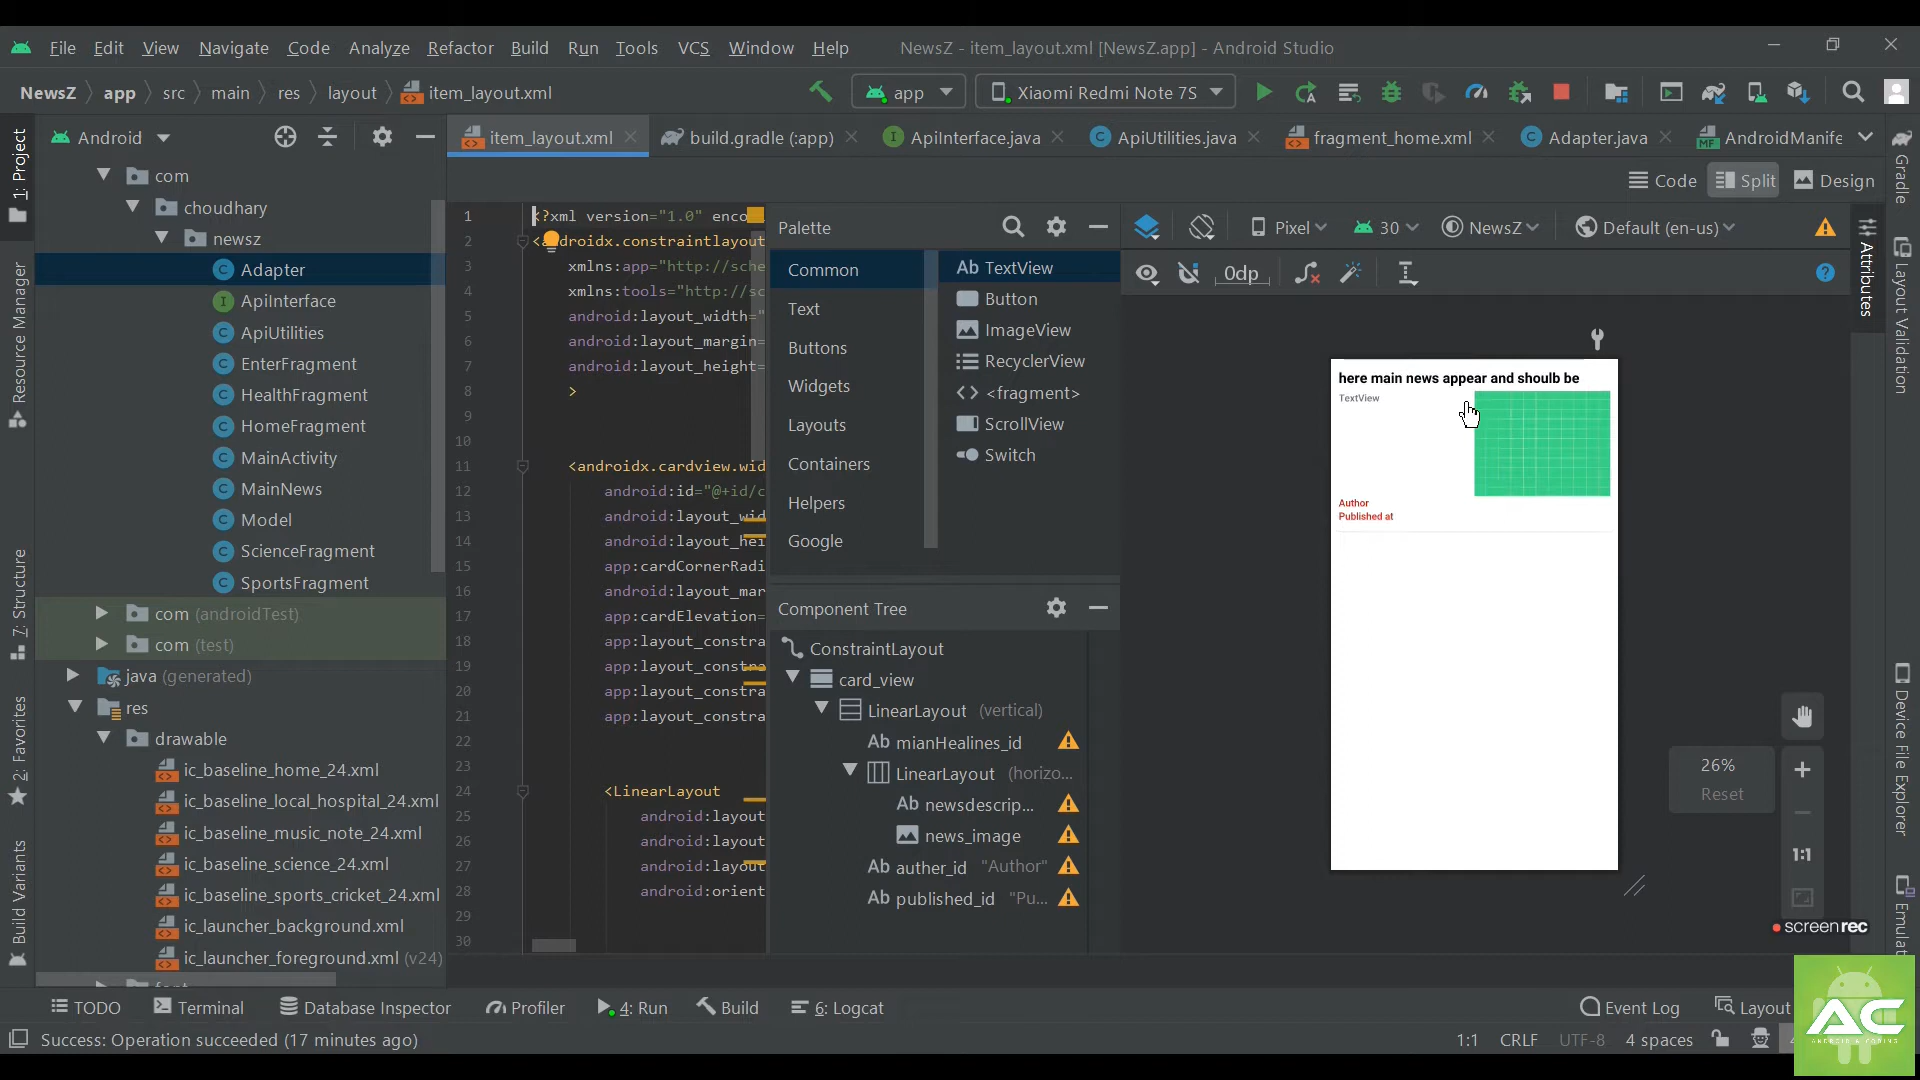 File Edit View Navigate Code Analyze Refactor Build Run Tools VCS Window Help NewsZ - item_layout.xml [NewsZ.app] - Android Studio
NewsZ app src main res layout item_layout.xml app Xiaomi Redmi Note 7S
1: Project
Resource Manager
7: Structure
2: Favorites
Build Variants
Android
com
choudhary
newsz
Adapter
ApiInterface
ApiUtilities
EnterFragment
HealthFragment
HomeFragment
MainActivity
MainNews
Model
ScienceFragment
SportsFragment
com (androidTest)
com (test)
java (generated)
res
drawable
ic_baseline_home_24.xml
ic_baseline_local_hospital_24.xml
ic_baseline_music_note_24.xml
ic_baseline_science_24.xml
ic_baseline_sports_cricket_24.xml
ic_launcher_background.xml
ic_launcher_foreground.xml (v24)
item_layout.xml build.gradle (:app) ApiInterface.java ApiUtilities.java fragment_home.xml Adapter.java AndroidManife
Code Split Design
1 <?xml version="1.0" enco
2 <androidx.constraintlayout
3 xmlns:app="http://sche
4 xmlns:tools="http://sc
5 android:layout_width="
6 android:layout_margin=
7 android:layout_height=
8 >
9
10
11 <androidx.cardview.wid
12 android:id="@+id/c
13 android:layout_wid
14 android:layout_hei
15 app:cardCornerRadi
16 android:layout_mar
17 app:cardElevation=
18 app:layout_constra
19 app:layout_constra
20 app:layout_constra
21 app:layout_constra
22
23
24 <LinearLayout
25 android:layout
26 android:layout
27 android:layout
28 android:orient
29
30
Palette
Common
Text
Buttons
Widgets
Layouts
Containers
Helpers
Google
Ab TextView
Button
ImageView
RecyclerView
<fragment>
ScrollView
Switch
Component Tree
ConstraintLayout
card_view
LinearLayout (vertical)
Ab mianHealines_id
LinearLayout (horizo...
Ab newsdescrip...
news_image
Ab auther_id "Author"
Ab published_id "Pu...
Pixel 30 NewsZ Default (en-us)
0dp
here main news appear and shoulb be
TextView
Author
Published at
26%
Reset
1:1
Gradle
Attributes
Layout Validation
Device File Explorer
Emulat
screenrec
TODO Terminal Database Inspector Profiler 4: Run Build 6: Logcat Event Log Layout
Success: Operation succeeded (17 minutes ago) 1:1 CRLF UTF-8 4 spaces
AC
ANDROID & CODING